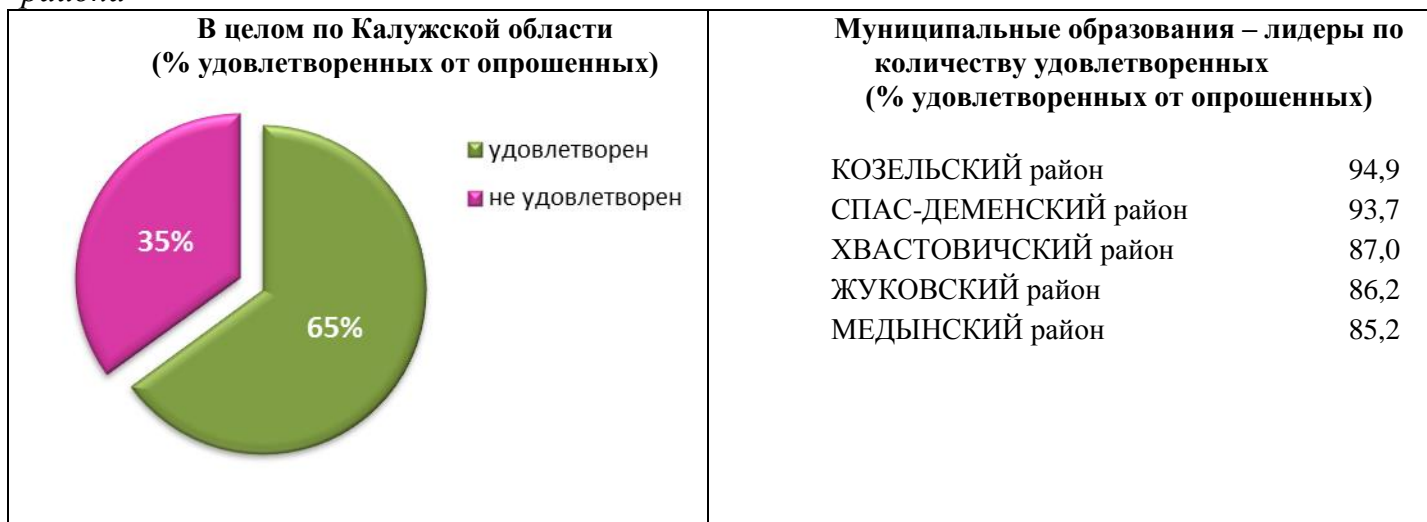 района
В целом по Калужской области
(% удовлетворенных от опрошенных)
удовлетворен
не удовлетворен
35%
65%
Муниципальные образования – лидеры по
количеству удовлетворенных
(% удовлетворенных от опрошенных)
КОЗЕЛЬСКИЙ район 94,9
СПАС-ДЕМЕНСКИЙ район 93,7
ХВАСТОВИЧСКИЙ район 87,0
ЖУКОВСКИЙ район 86,2
МЕДЫНСКИЙ район 85,2